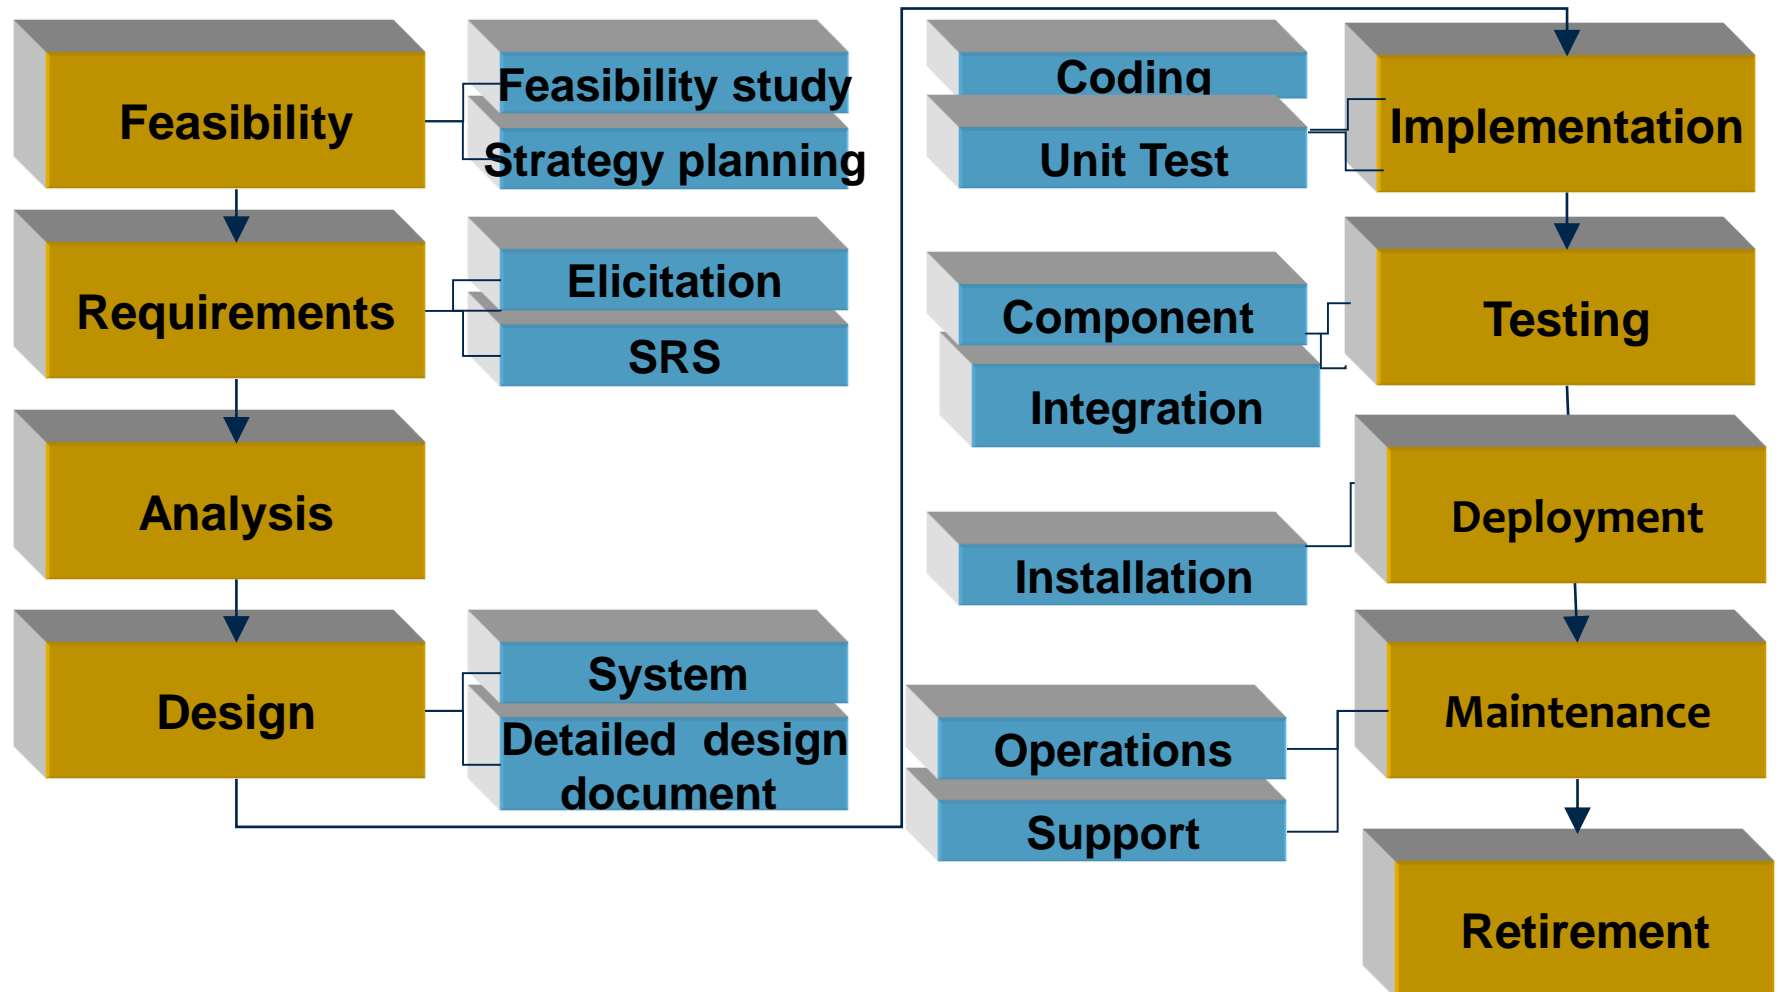 Feasibility
Feasibility study
Strategy planning
Requirements
Elicitation
SRS
Analysis
Design
System
Detailed design
document
Coding
Unit Test
Implementation
Component
Integration
Testing
Installation
Deployment
Operations
Support
Maintenance
Retirement